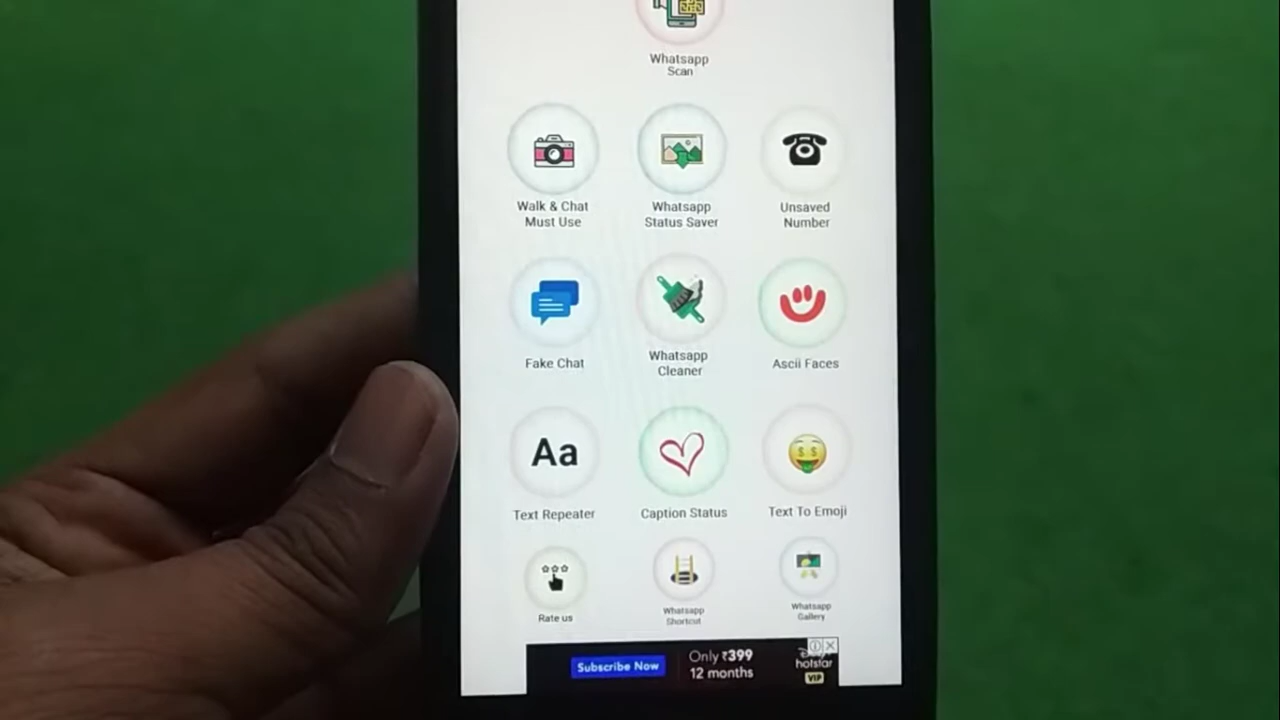 Whatsapp
Scan
Walk & Chat
Must Use
Whatsapp
Status Saver
Unsaved
Number
Fake Chat
Whatsapp
Cleaner
Ascii Faces
Aa
Text Repeater
Caption Status
Text To Emoji
Rate us
Whatsapp
Shortcut
Whatsapp
Gallery
Subscribe Now
Only ₹399
12 months
hotstar
VIP